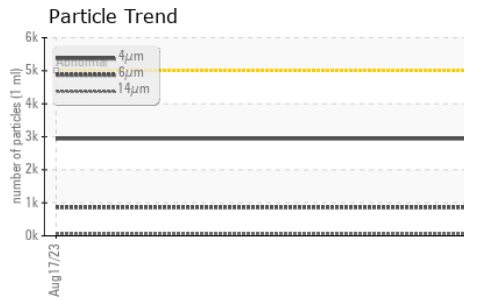 Particle Trend
6k
4μm
Abnormal
5k
6μm
14μm
4k
3k
2k
1k
0k
number of particles (1 ml)
Aug17/23